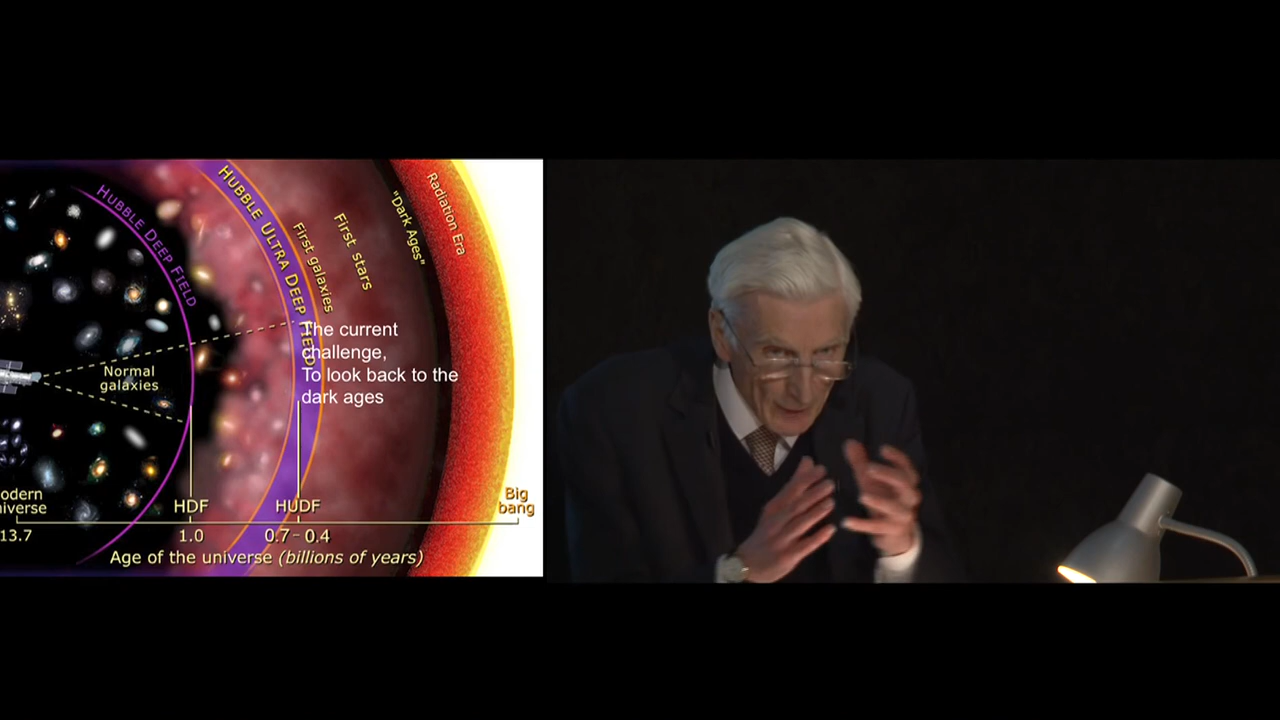 HUBBLE DEEP FIELD
HUBBLE ULTRA DEEP FIELD
First galaxies
First stars
"Dark Ages"
Radiation Era
The current
challenge,
To look back to the
dark ages
Normal
galaxies
odern
iverse
HDF
HUDF
Big
bang
13.7
1.0
0.7 - 0.4
Age of the universe (billions of years)